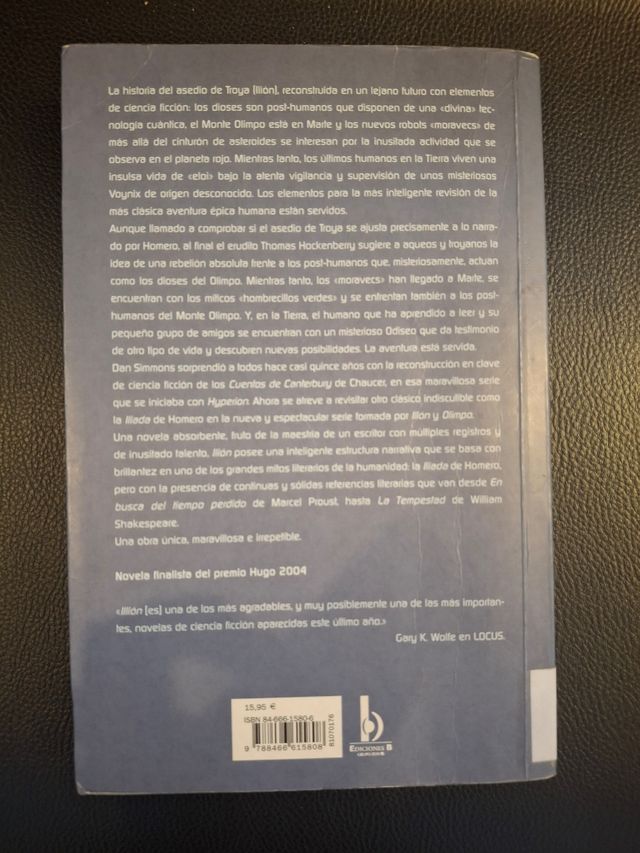 La historia del asedio de Troya (Ilión), reconstruida en un lejano futuro con elementos
de ciencia ficción: los dioses son post-humanos que disponen de una «divina» tec-
nología cuántica, el Monte Olimpo está en Marte y los nuevos robots «moravecs» de
más allá del cinturón de asteroides se interesan por la inusitada actividad que se
observa en el planeta rojo. Mientras tanto, los últimos humanos en la Tierra viven una
insulsa vida de «eloi» bajo la atenta vigilancia y supervisión de unos misteriosos
Voynix de origen desconocido. Los elementos para la más inteligente revisión de la
más clásica aventura épica humana están servidos.
Aunque llamado a comprobar si el asedio de Troya se ajusta precisamente a lo narra-
do por Homero, al final el erudito Thomas Hockenberry sugiere a aqueos y troyanos la
idea de una rebelión absoluta frente a los post-humanos que, misteriosamente, actúan
como los dioses del Olimpo. Mientras tanto, los «moravecs» han llegado a Marte, se
encuentran con los míticos «hombrecillos verdes» y se enfrentan también a los post-
humanos del Monte Olimpo. Y, en la Tierra, el humano que ha aprendido a leer y su
pequeño grupo de amigos se encuentran con un misterioso Odiseo que da testimonio
de otro tipo de vida y descubren nuevas posibilidades. La aventura está servida.
Dan Simmons sorprendió a todos hace casi quince años con la reconstrucción en clave
de ciencia ficción de los Cuentos de Canterbury de Chaucer, en esa maravillosa serie
que se iniciaba con Hyperion. Ahora se atreve a revisitar otro clásico indiscutible como
la Ilíada de Homero en la nueva y espectacular serie formada por Ilión y Olimpo.
Una novela absorbente, fruto de la maestría de un escritor con múltiples registros y
de inusitado talento, Ilión posee una inteligente estructura narrativa que se basa con
brillantez en uno de los grandes mitos literarios de la humanidad: la Ilíada de Homero,
pero con la presencia de continuas y sólidas referencias literarias que van desde En
busca del tiempo perdido de Marcel Proust, hasta La Tempestad de William
Shakespeare.
Una obra única, maravillosa e irrepetible.
Novela finalista del premio Hugo 2004
«Ilión (es) una de los más agradables, y muy posiblemente una de las más importan-
tes, novelas de ciencia ficción aparecidas este último año.»
Gary K. Wolfe en LOCUS.
15,95 €
ISBN 84-666-1580-6
9 788466 615808
81070176
b
EDICIONES B
GRUPO ZETA